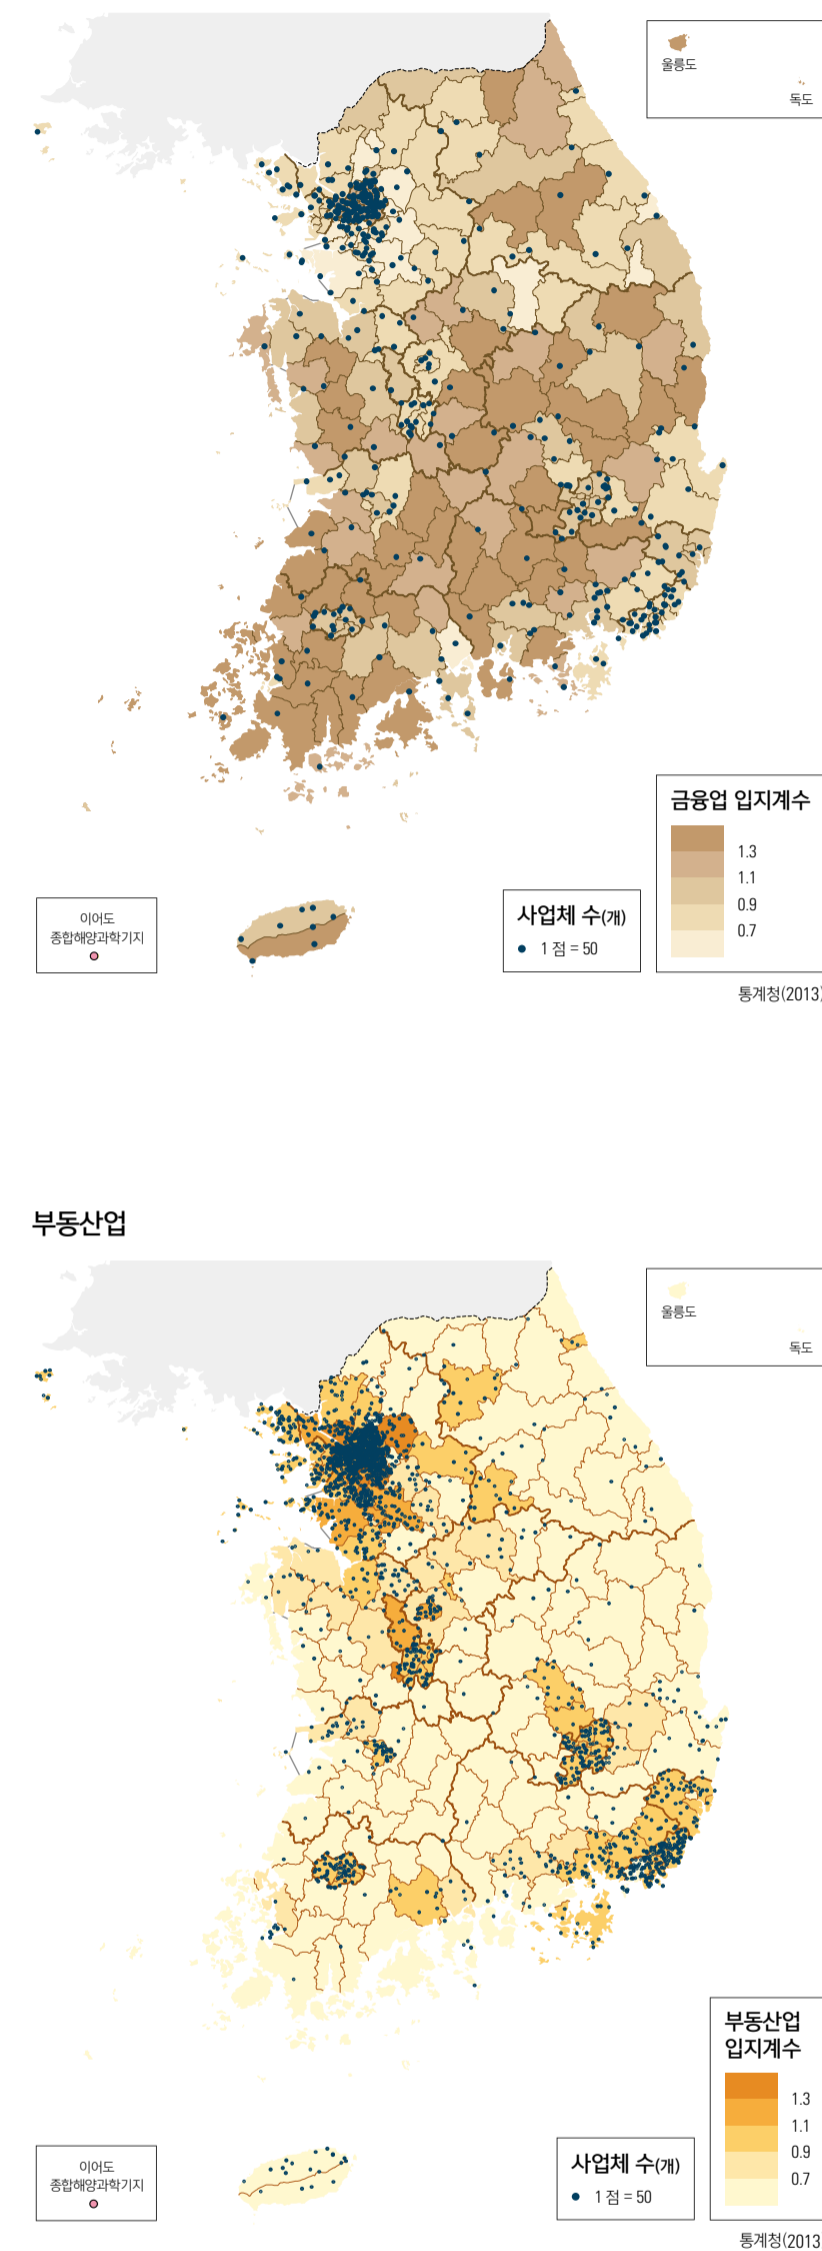 울릉도
독도
금융업 입지계수
1.3
1.1
0.9
0.7
사업체 수(개)
1 점 = 50
이어도
종합해양과학기지
통계청(2013)
부동산업
울릉도
독도
부동산업
입지계수
1.3
1.1
0.9
0.7
사업체 수(개)
1 점 = 50
이어도
종합해양과학기지
통계청(2013